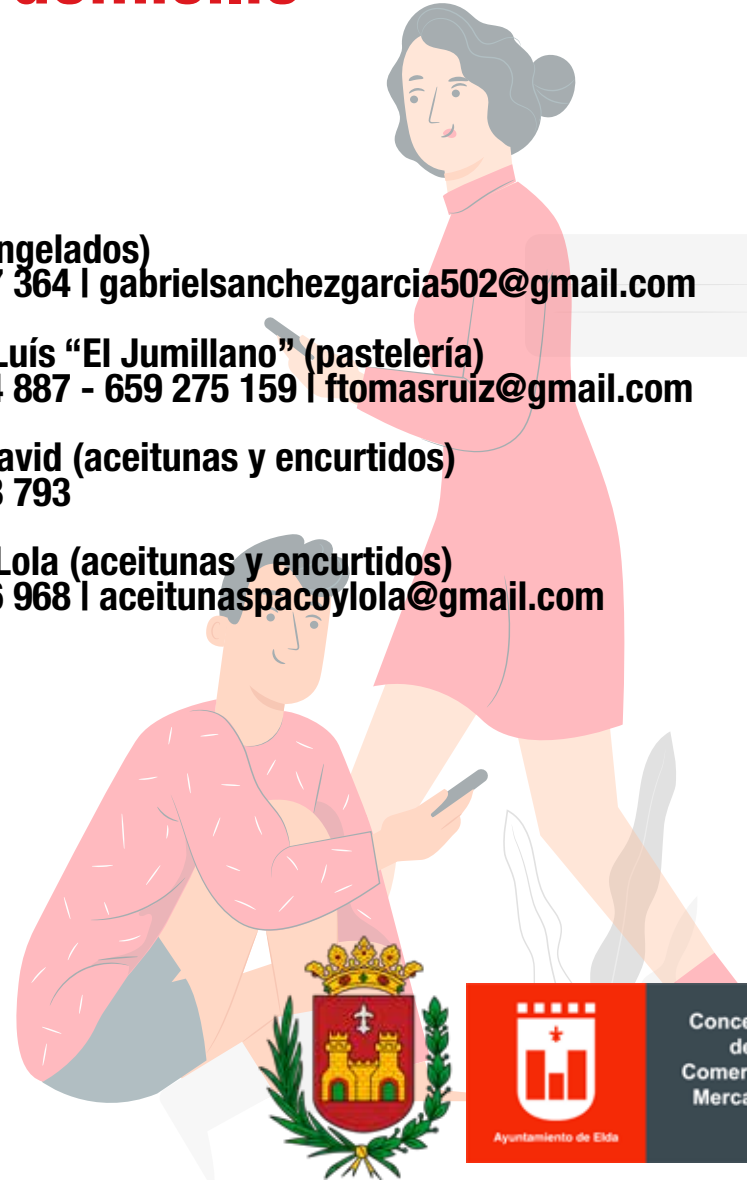 ngelados)
7 364 | gabrielsanchezgarcia502@gmail.com
Luís “El Jumillano” (pastelería)
4 887 - 659 275 159 | ftomasruiz@gmail.com
avid (aceitunas y encurtidos)
3 793
Lola (aceitunas y encurtidos)
6 968 | aceitunaspacoylola@gmail.com
Conce
de
Comer
Merca
Ayuntamiento de Elda